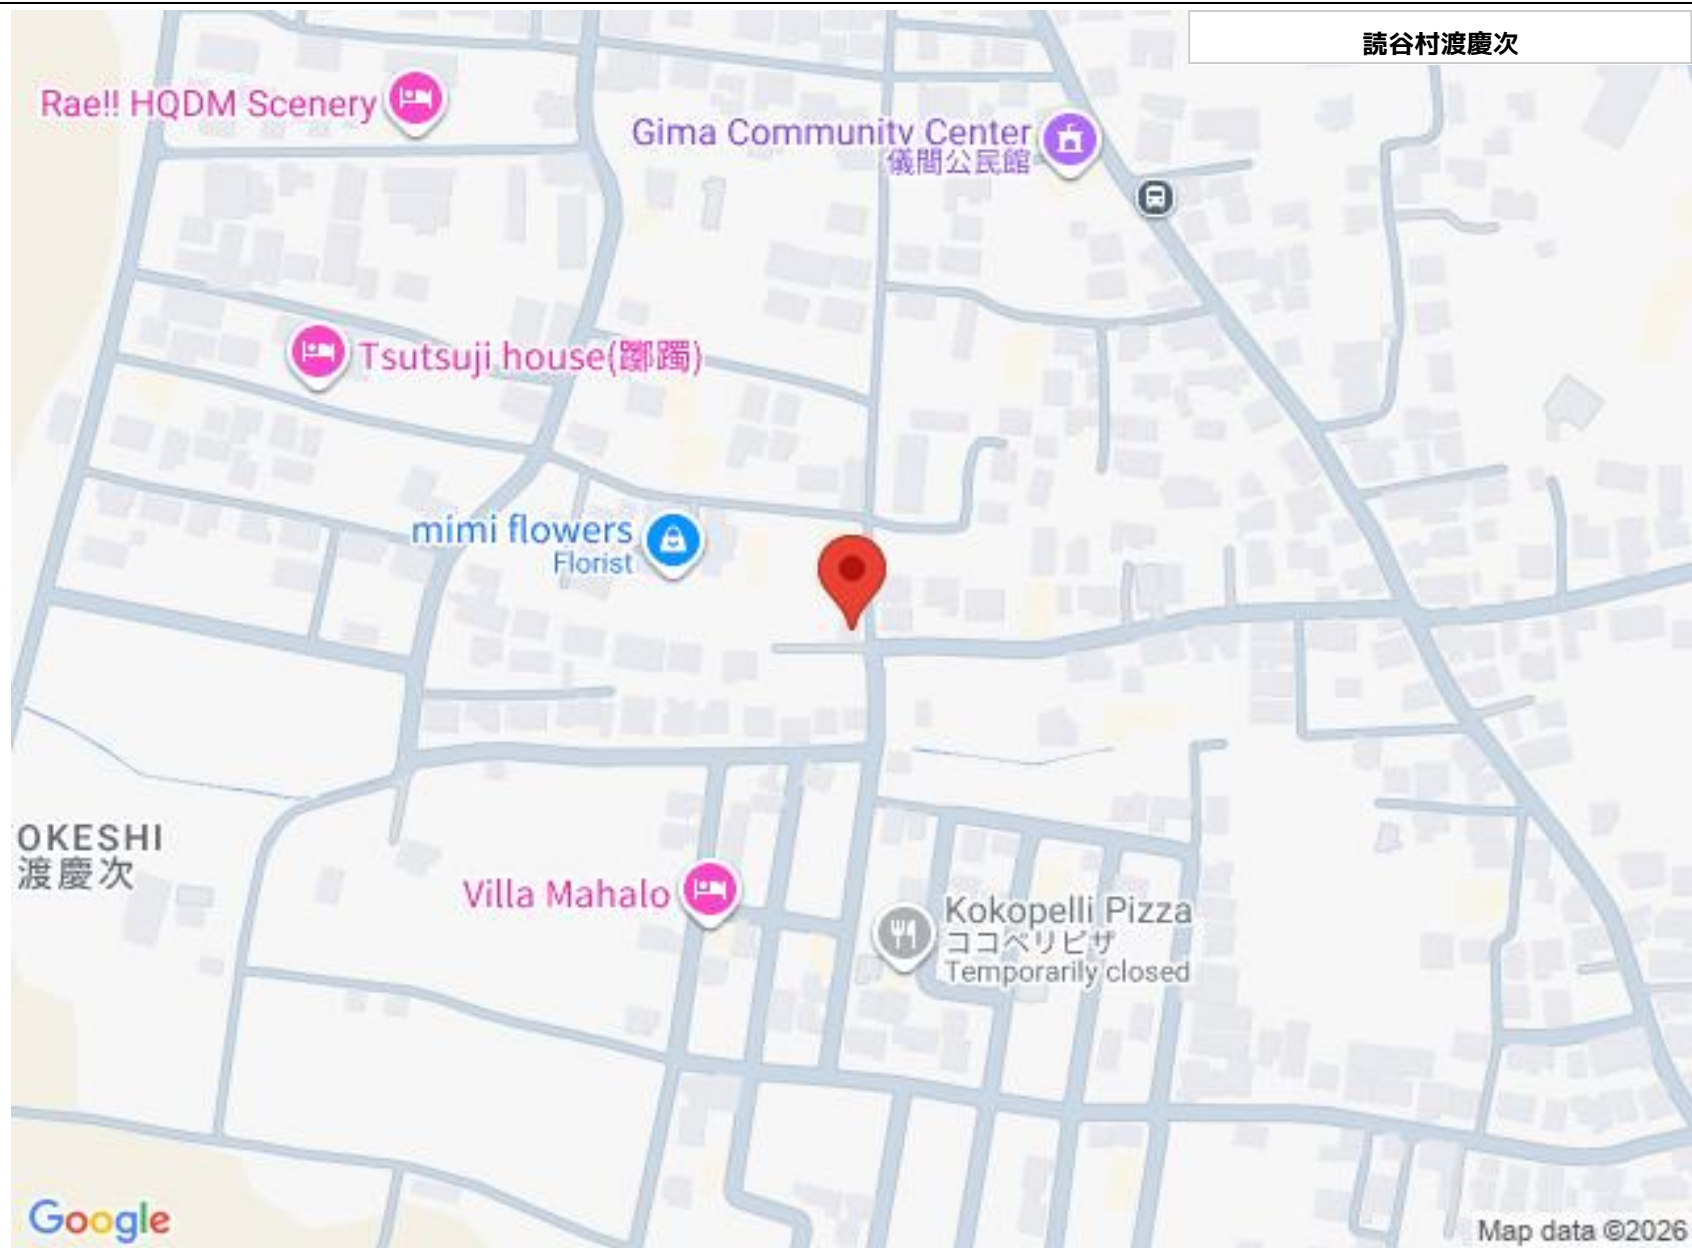 読谷村渡慶次
Rae!! HQDM Scenery
Gima Community Center
儀間公民館
Tsutsuji house(躑躅)
mimi flowers
Florist
OKESHI
渡慶次
Villa Mahalo
Kokopelli Pizza
ココペリピザ
Temporarily closed
Google
Map data ©2026